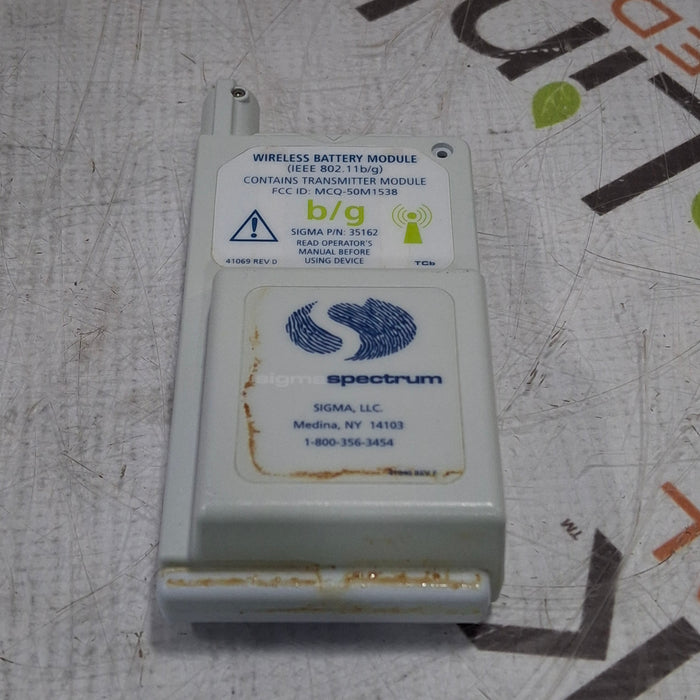 WIRELESS BATTERY MODULE
(IEEE 802.11b/g)
CONTAINS TRANSMITTER MODULE
FCC ID: MCQ-50M1538
b/g
SIGMA P/N: 35162
READ OPERATOR'S
MANUAL BEFORE
USING DEVICE
41069 REV D TCb
sigmaspectrum
SIGMA, LLC.
Medina, NY 14103
1-800-356-3454
TM